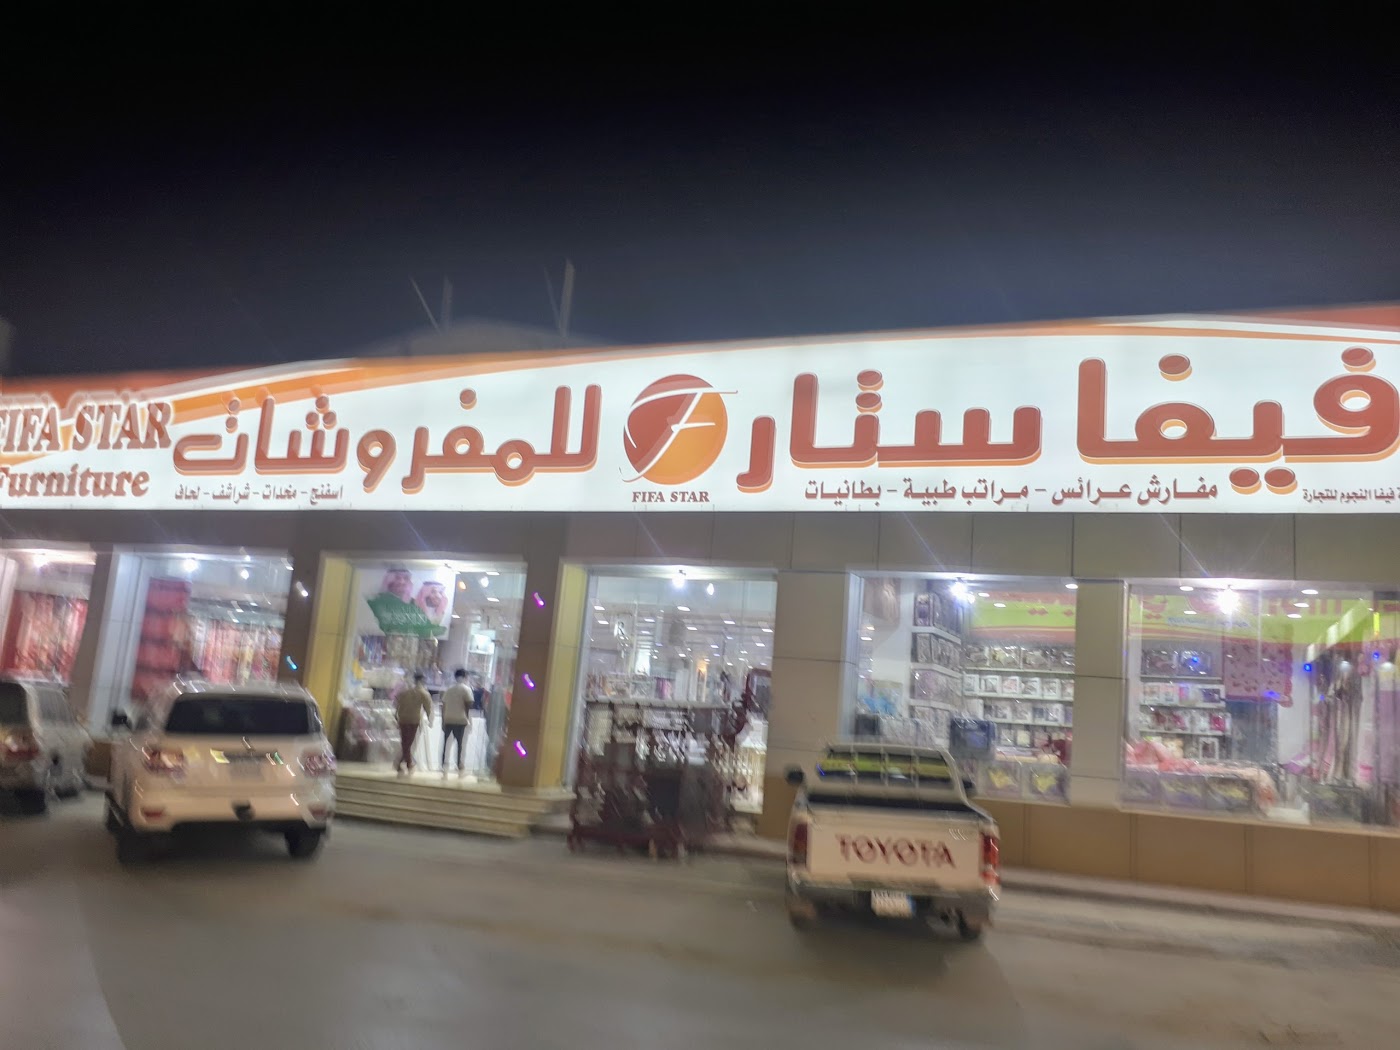 فيفا ستار
للمفروشات
FIFA STAR
Furniture
FIFA STAR
فيفا النجوم للتجارة
مفارش عرائس - مراتب طبية - بطانيات
اسفنج - مخدات - شراشف - لحاف
TOYOTA